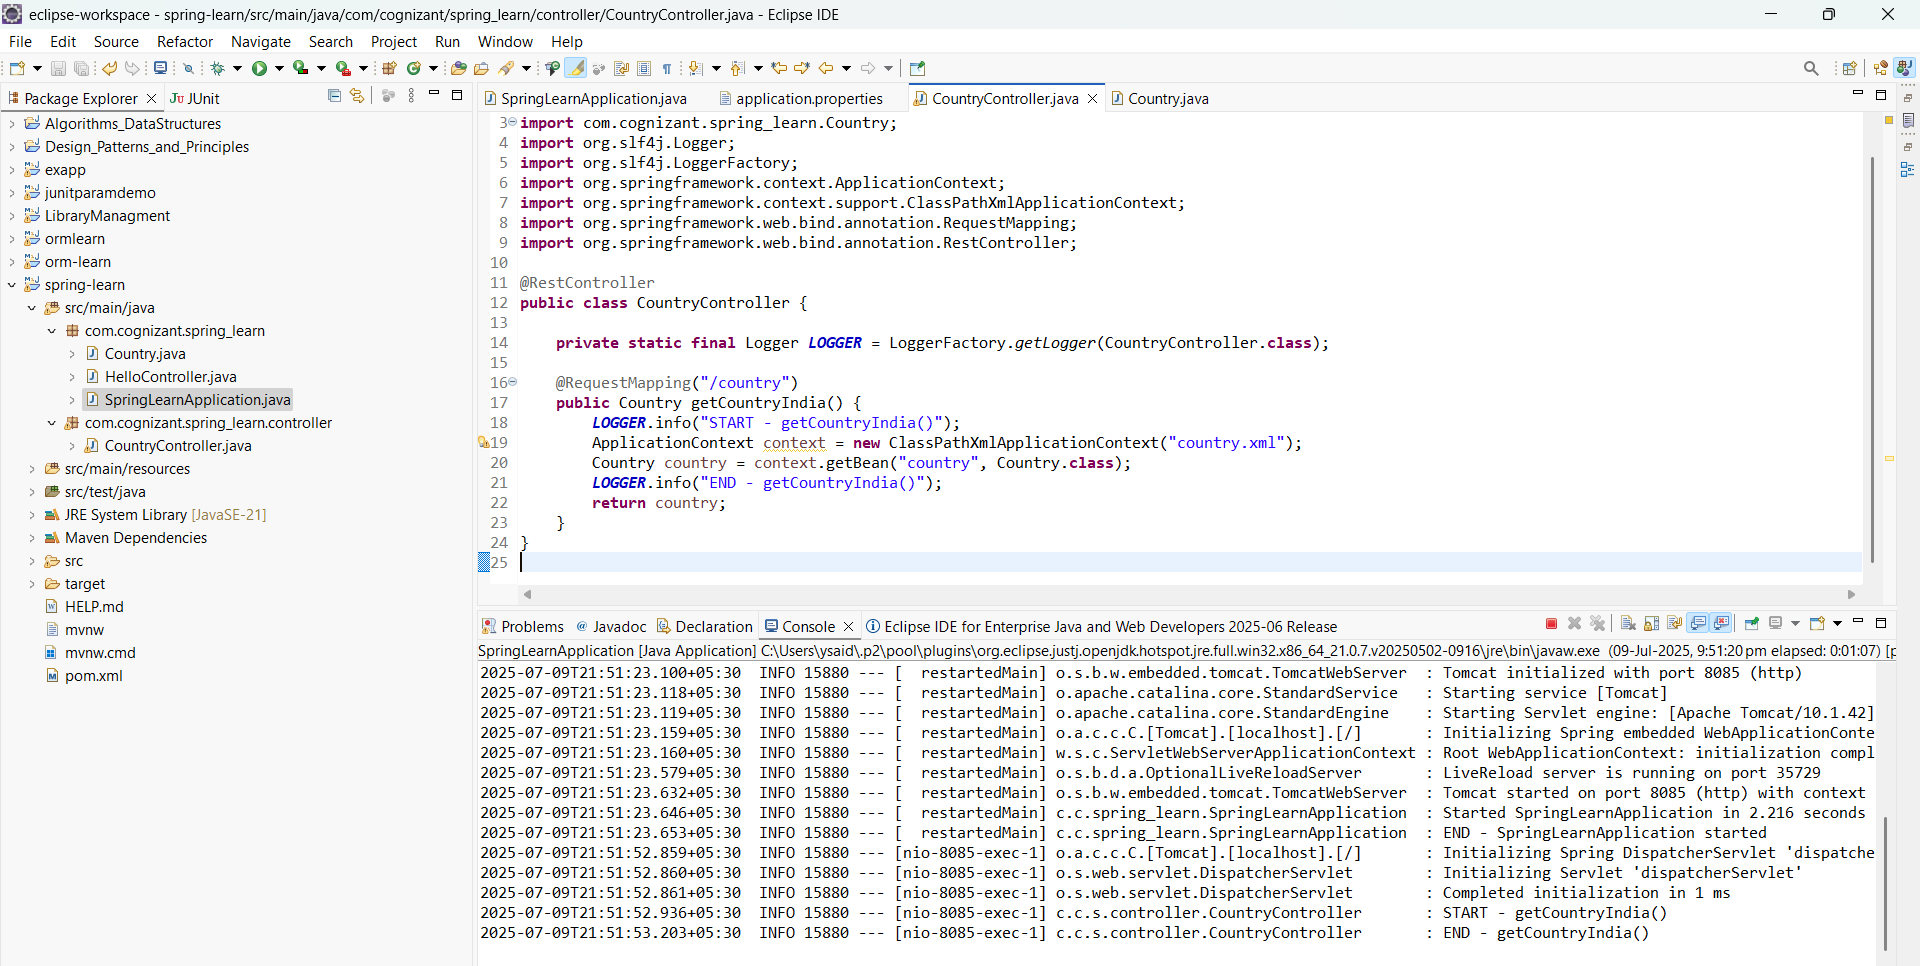 eclipse-workspace - spring-learn/src/main/java/com/cognizant/spring_learn/controller/CountryController.java - Eclipse IDE
File Edit Source Refactor Navigate Search Project Run Window Help
Package Explorer JUnit
Algorithms_DataStructures
Design_Patterns_and_Principles
exapp
junitparamdemo
LibraryManagment
ormlearn
orm-learn
spring-learn
src/main/java
com.cognizant.spring_learn
Country.java
HelloController.java
SpringLearnApplication.java
com.cognizant.spring_learn.controller
CountryController.java
src/main/resources
src/test/java
JRE System Library [JavaSE-21]
Maven Dependencies
src
target
HELP.md
mvnw
mvnw.cmd
pom.xml
SpringLearnApplication.java application.properties CountryController.java Country.java
3 import com.cognizant.spring_learn.Country;
4 import org.slf4j.Logger;
5 import org.slf4j.LoggerFactory;
6 import org.springframework.context.ApplicationContext;
7 import org.springframework.context.support.ClassPathXmlApplicationContext;
8 import org.springframework.web.bind.annotation.RequestMapping;
9 import org.springframework.web.bind.annotation.RestController;
10
11 @RestController
12 public class CountryController {
13
14 private static final Logger LOGGER = LoggerFactory.getLogger(CountryController.class);
15
16 @RequestMapping("/country")
17 public Country getCountryIndia() {
18 LOGGER.info("START - getCountryIndia()");
19 ApplicationContext context = new ClassPathXmlApplicationContext("country.xml");
20 Country country = context.getBean("country", Country.class);
21 LOGGER.info("END - getCountryIndia()");
22 return country;
23 }
24 }
25
Problems Javadoc Declaration Console Eclipse IDE for Enterprise Java and Web Developers 2025-06 Release
SpringLearnApplication [Java Application] C:\Users\ysaid\.p2\pool\plugins\org.eclipse.justj.openjdk.hotspot.jre.full.win32.x86_64_21.0.7.v20250502-0916\jre\bin\javaw.exe (09-Jul-2025, 9:51:20 pm elapsed: 0:01:07) [p
2025-07-09T21:51:23.100+05:30 INFO 15880 --- [ restartedMain] o.s.b.w.embedded.tomcat.TomcatWebServer : Tomcat initialized with port 8085 (http)
2025-07-09T21:51:23.118+05:30 INFO 15880 --- [ restartedMain] o.apache.catalina.core.StandardService : Starting service [Tomcat]
2025-07-09T21:51:23.119+05:30 INFO 15880 --- [ restartedMain] o.apache.catalina.core.StandardEngine : Starting Servlet engine: [Apache Tomcat/10.1.42]
2025-07-09T21:51:23.159+05:30 INFO 15880 --- [ restartedMain] o.a.c.c.C.[Tomcat].[localhost].[/] : Initializing Spring embedded WebApplicationConte
2025-07-09T21:51:23.160+05:30 INFO 15880 --- [ restartedMain] w.s.c.ServletWebServerApplicationContext : Root WebApplicationContext: initialization compl
2025-07-09T21:51:23.579+05:30 INFO 15880 --- [ restartedMain] o.s.b.d.a.OptionalLiveReloadServer : LiveReload server is running on port 35729
2025-07-09T21:51:23.632+05:30 INFO 15880 --- [ restartedMain] o.s.b.w.embedded.tomcat.TomcatWebServer : Tomcat started on port 8085 (http) with context
2025-07-09T21:51:23.646+05:30 INFO 15880 --- [ restartedMain] c.c.spring_learn.SpringLearnApplication : Started SpringLearnApplication in 2.216 seconds
2025-07-09T21:51:23.653+05:30 INFO 15880 --- [ restartedMain] c.c.spring_learn.SpringLearnApplication : END - SpringLearnApplication started
2025-07-09T21:51:52.859+05:30 INFO 15880 --- [nio-8085-exec-1] o.a.c.c.C.[Tomcat].[localhost].[/] : Initializing Spring DispatcherServlet 'dispatche
2025-07-09T21:51:52.860+05:30 INFO 15880 --- [nio-8085-exec-1] o.s.web.servlet.DispatcherServlet : Initializing Servlet 'dispatcherServlet'
2025-07-09T21:51:52.861+05:30 INFO 15880 --- [nio-8085-exec-1] o.s.web.servlet.DispatcherServlet : Completed initialization in 1 ms
2025-07-09T21:51:52.936+05:30 INFO 15880 --- [nio-8085-exec-1] c.c.s.controller.CountryController : START - getCountryIndia()
2025-07-09T21:51:53.203+05:30 INFO 15880 --- [nio-8085-exec-1] c.c.s.controller.CountryController : END - getCountryIndia()